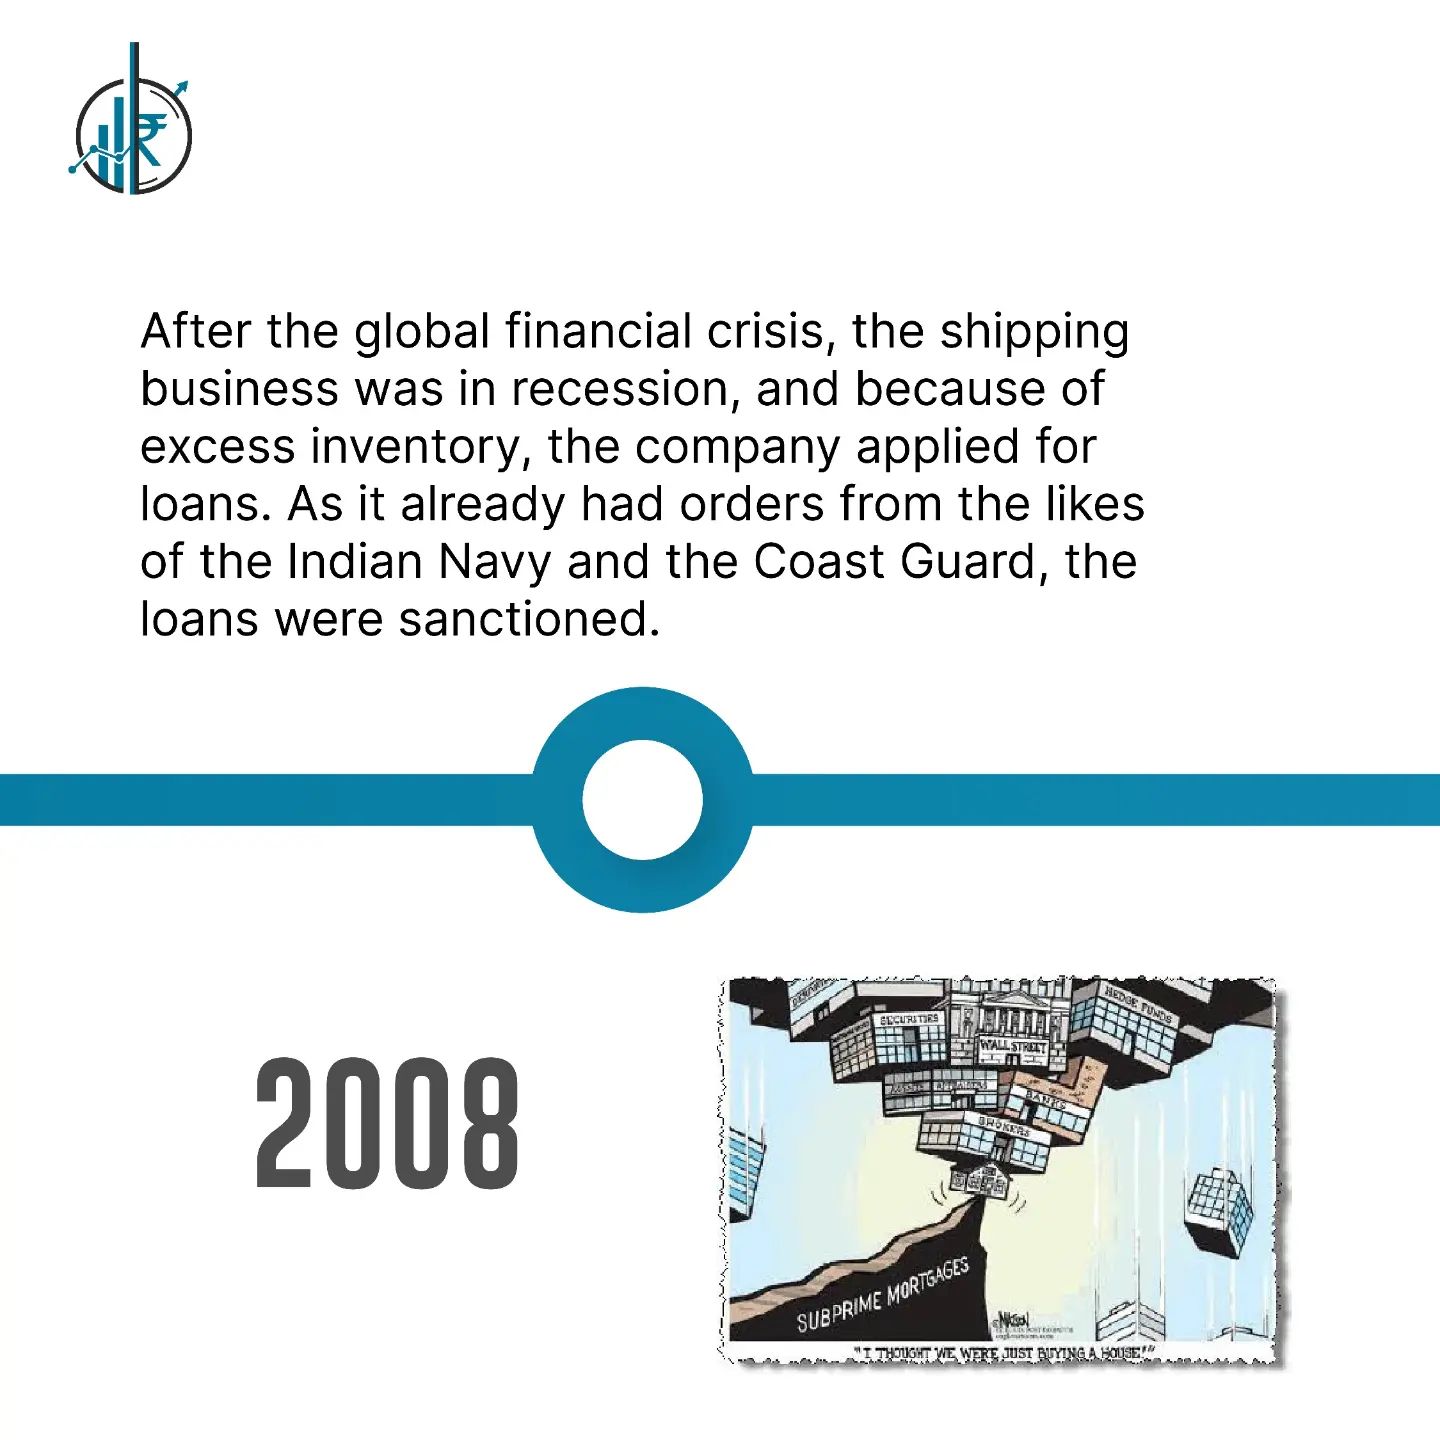 After the global financial crisis, the shipping
business was in recession, and because of
excess inventory, the company applied for
loans. As it already had orders from the likes
of the Indian Navy and the Coast Guard, the
loans were sanctioned.
2008
HEDGE FUNDS
SECURITIES
WALL STREET
ASSETS APPRAISERS
BANKS
BROKERS
SUBPRIME MORTGAGES
"I THOUGHT WE WERE JUST BUYING A HOUSE!"